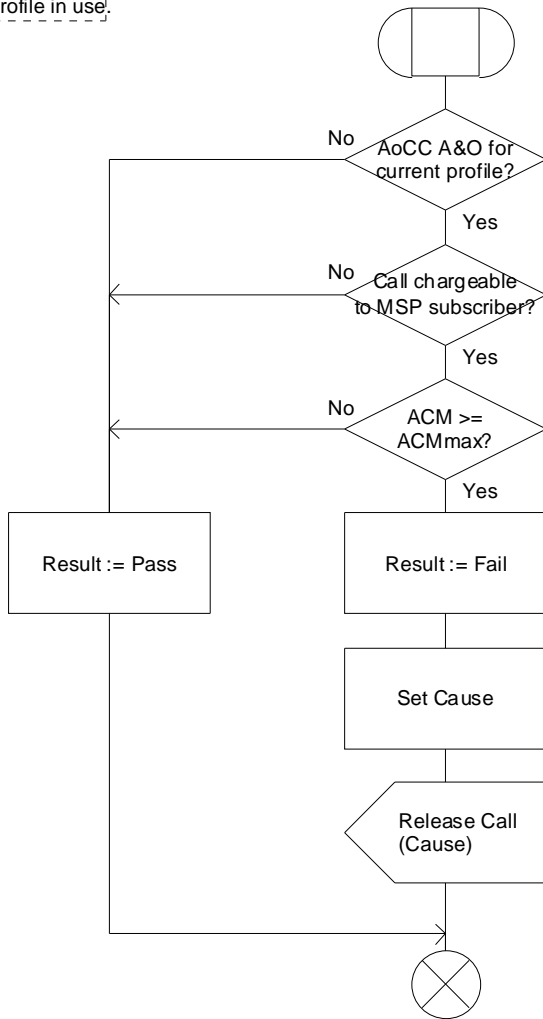 rofile in use.
No
AoCC A&O for
current profile?
Yes
No
Call chargeable
to MSP subscriber?
Yes
No
ACM >=
ACMmax?
Yes
Result := Pass
Result := Fail
Set Cause
Release Call
(Cause)